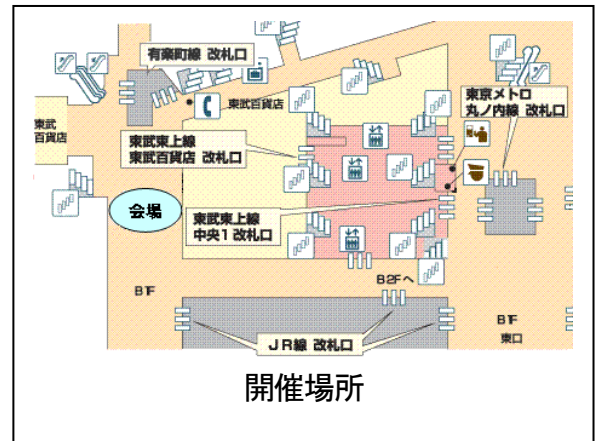 有楽町線 改札口
東武百貨店
東武
百貨店
東京メトロ
丸ノ内線 改札口
東武東上線
東武百貨店 改札口
会場
東武東上線
中央1改札口
B2Fへ
B1F
B1F
東口
JR線 改札口
開催場所